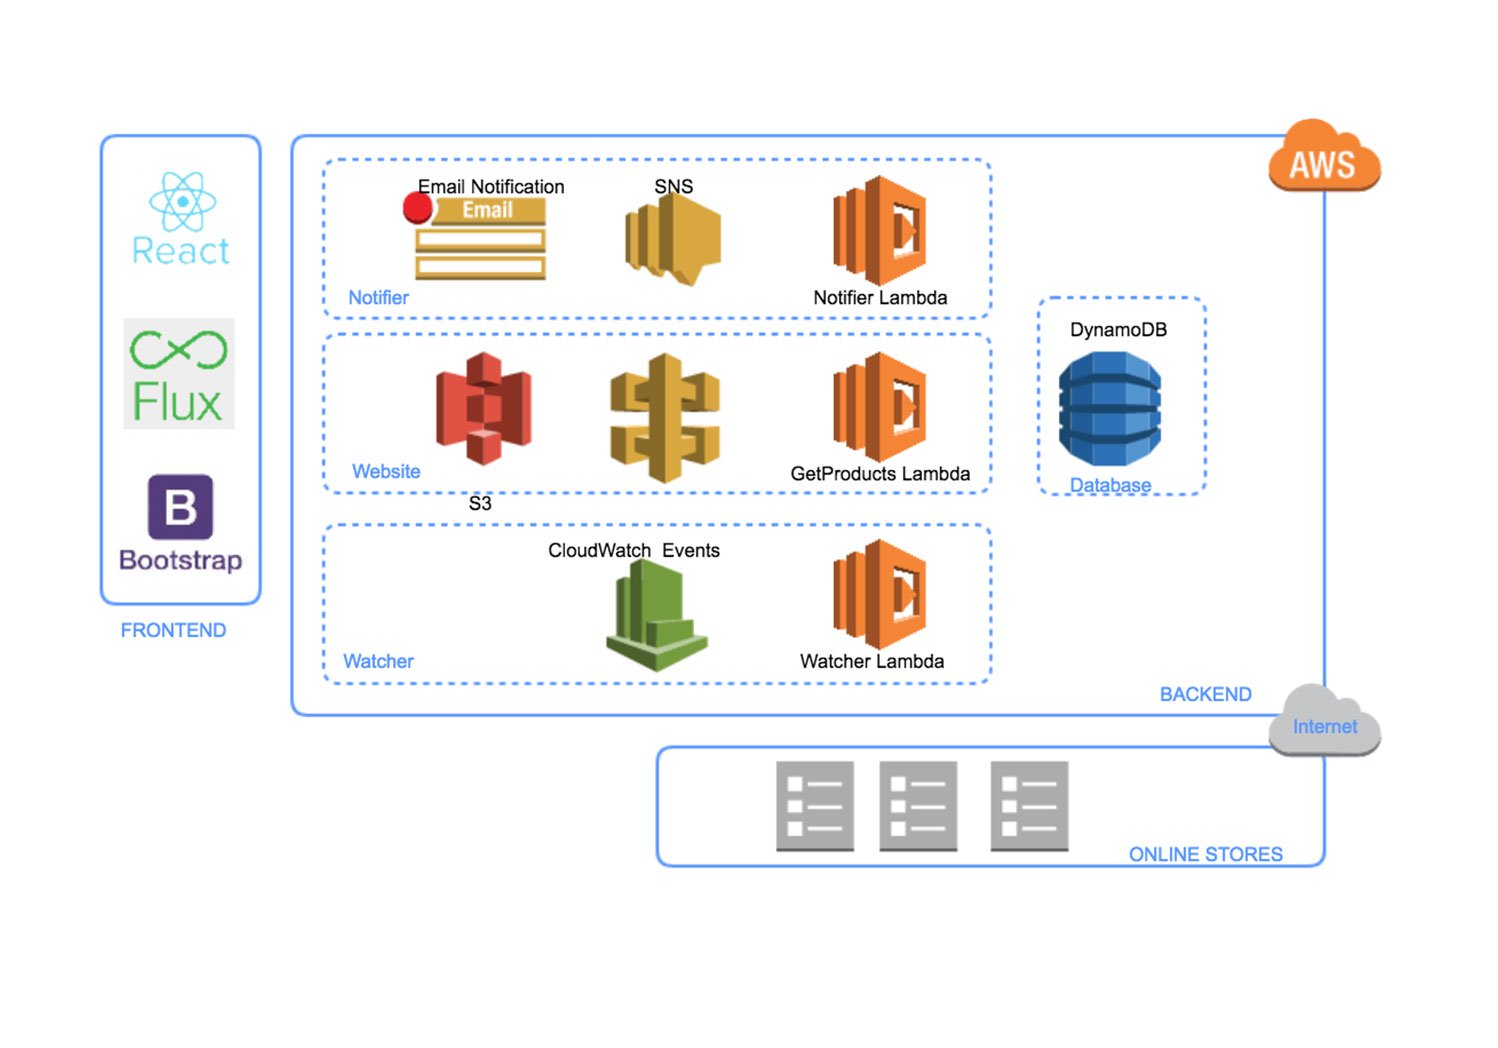 AWS
React
Flux
B
Bootstrap
FRONTEND
Email Notification
Email
SNS
Notifier
Notifier Lambda
Website
S3
GetProducts Lambda
DynamoDB
Database
CloudWatch Events
Watcher
Watcher Lambda
BACKEND
Internet
ONLINE STORES